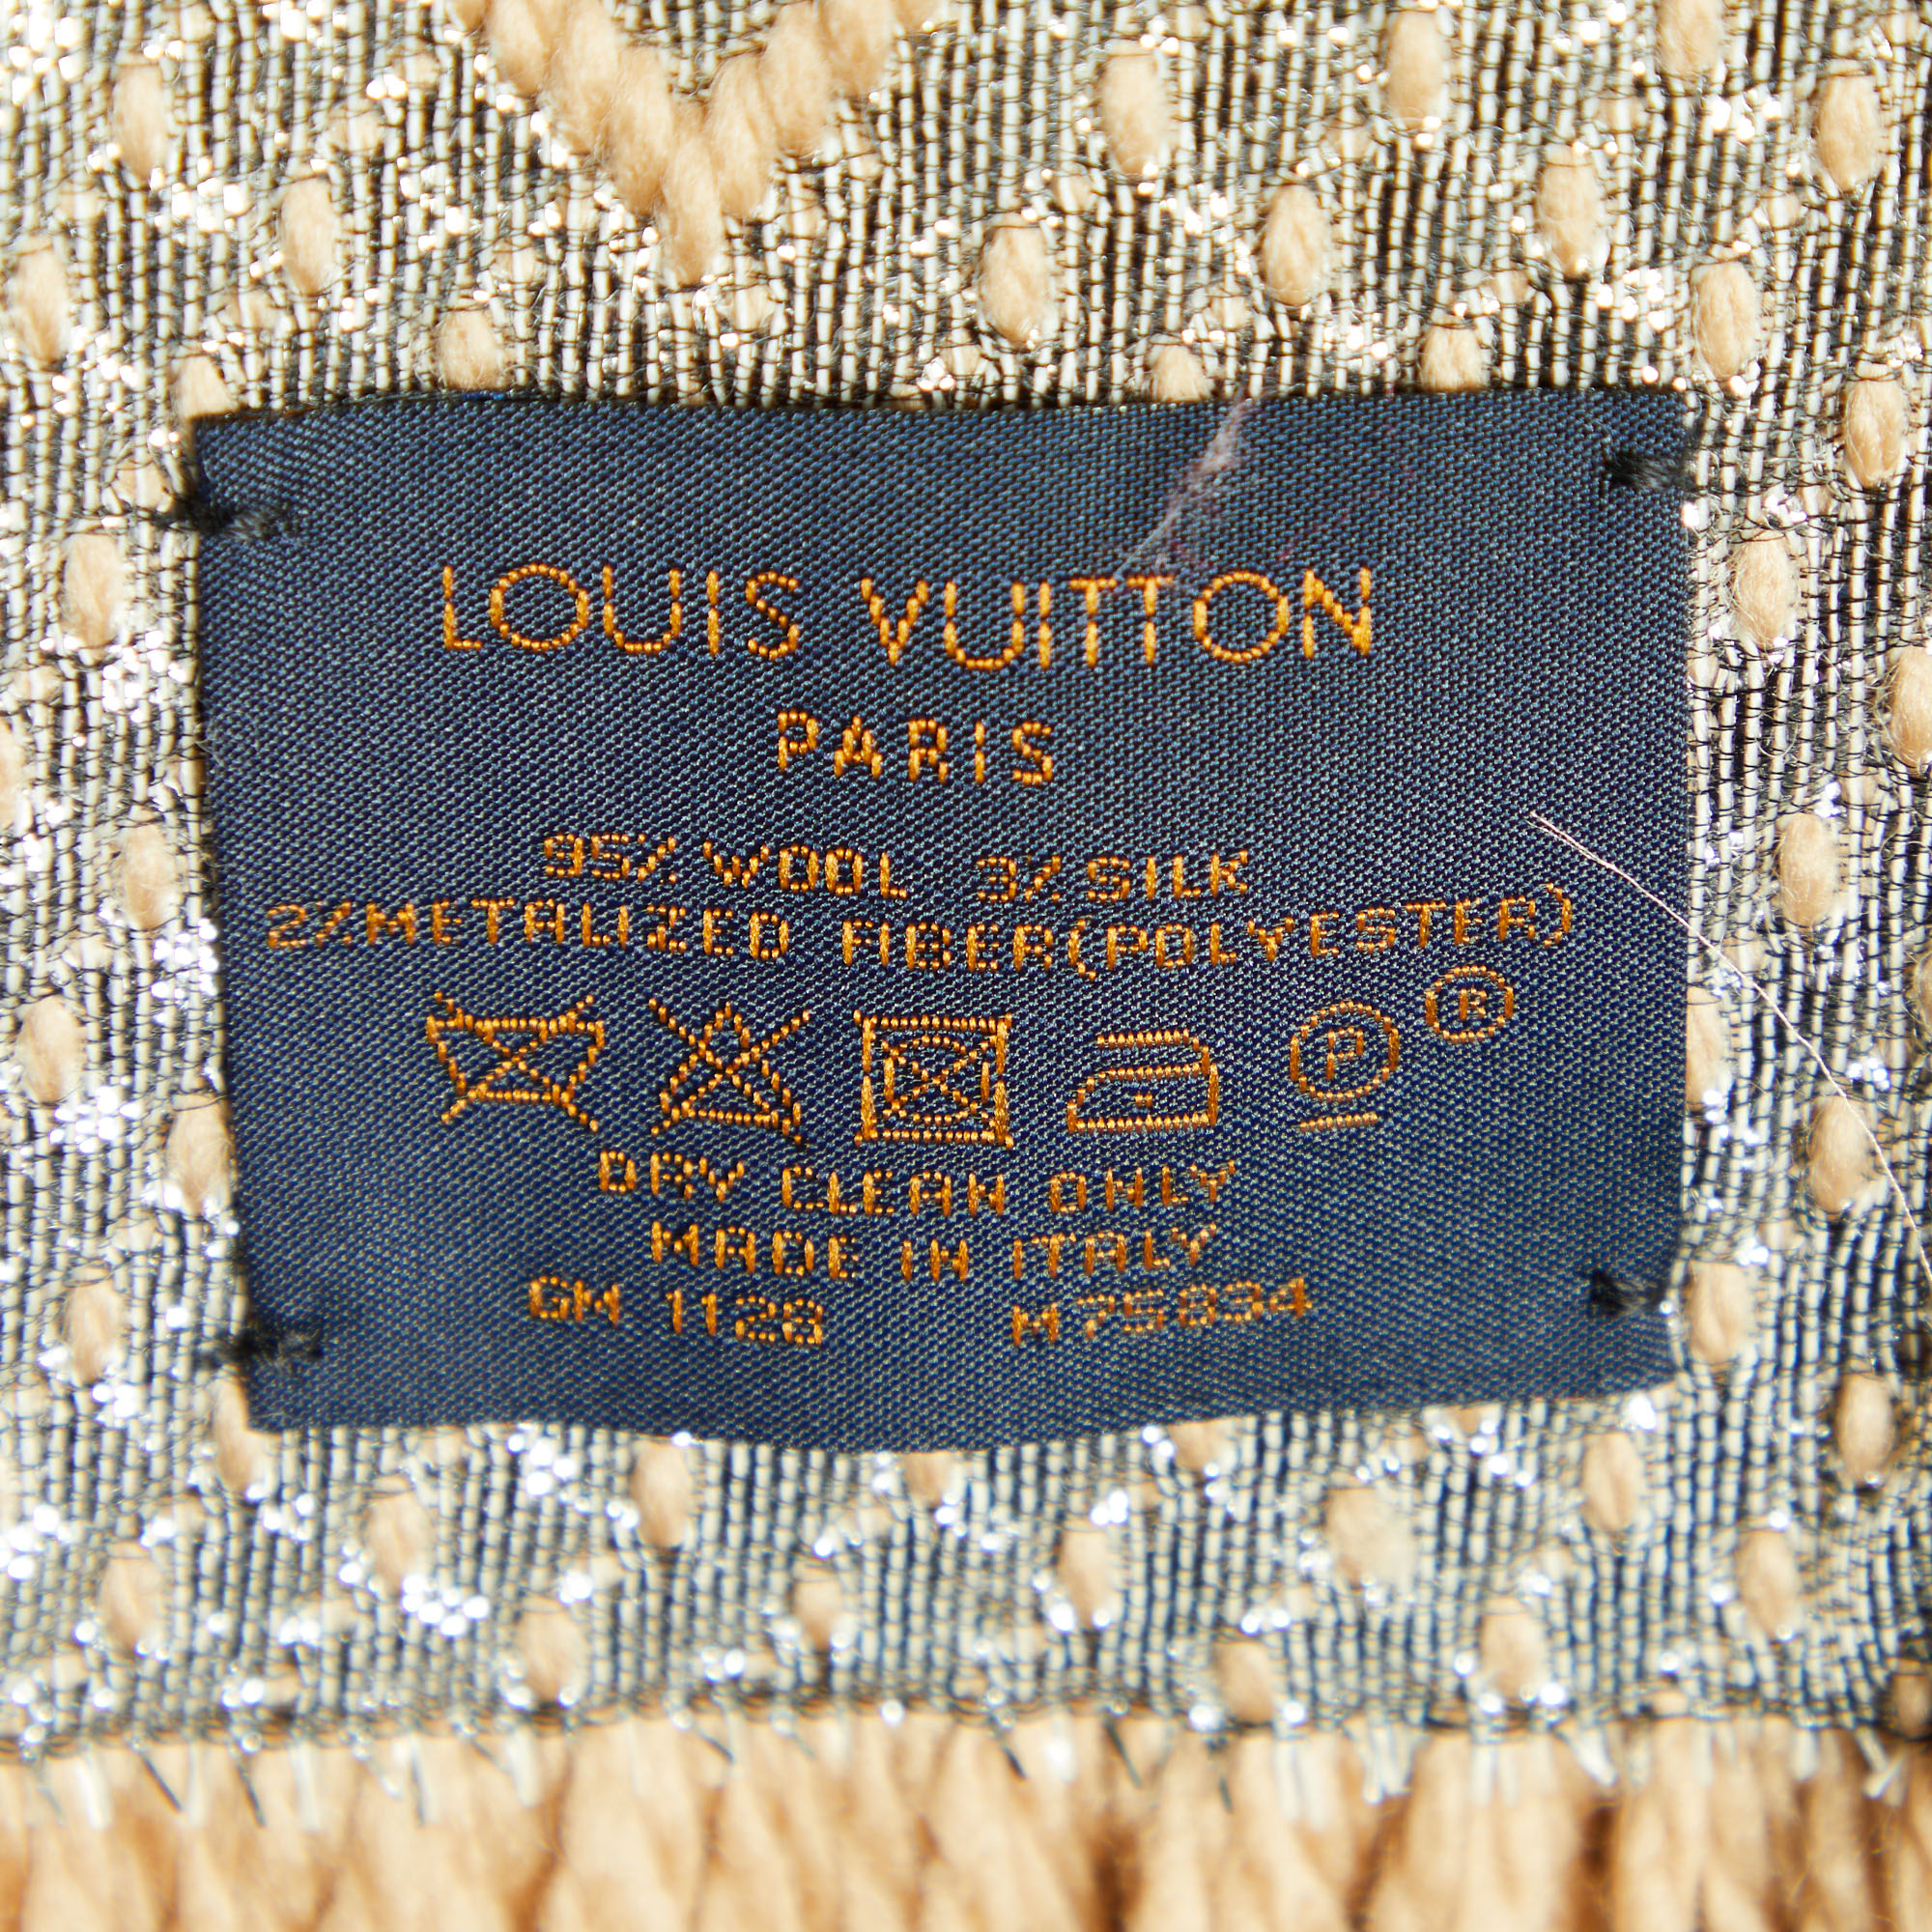 LOUIS VUITTON
PARIS
95% WOOL 3% SILK
2%METALIZED FIBER(POLYESTER)
P ®
DRY CLEAN ONLY
MADE IN ITALY
GM 1128 M75834